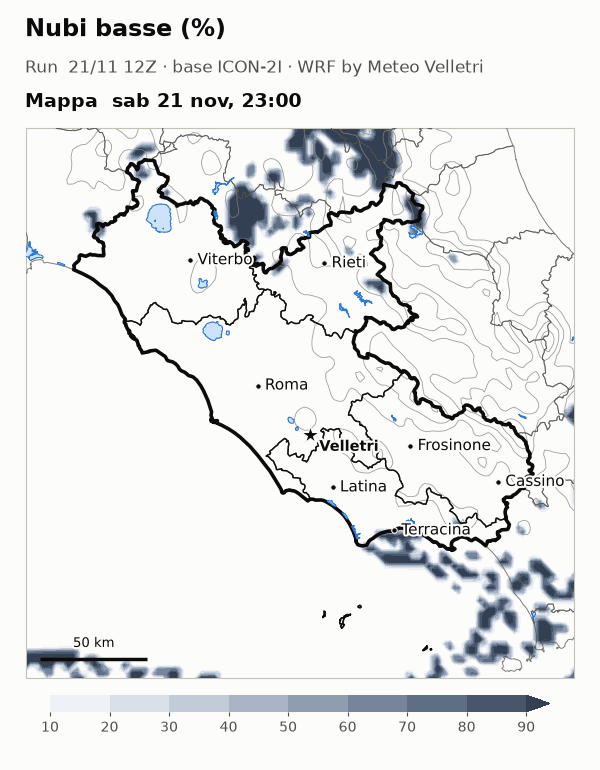 Nubi basse (%)
Run  21/11 12Z · base ICON-2I · WRF by Meteo Velletri
Mappa  sab 21 nov, 23:00
Viterbo
Rieti
Roma
Velletri
Frosinone
Cassino
Latina
Terracina
50 km
10 20 30 40 50 60 70 80 90